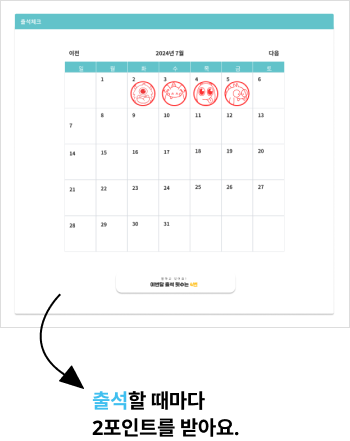 출석체크
이전 2024년 7월 다음
일 월 화 수 목 금 토
1 2 3 4 5 6
7 8 9 10 11 12 13
14 15 16 17 18 19 20
21 22 23 24 25 26 27
28 29 30 31
이번달 출석 횟수는 4번
출석할 때마다
2포인트를 받아요.